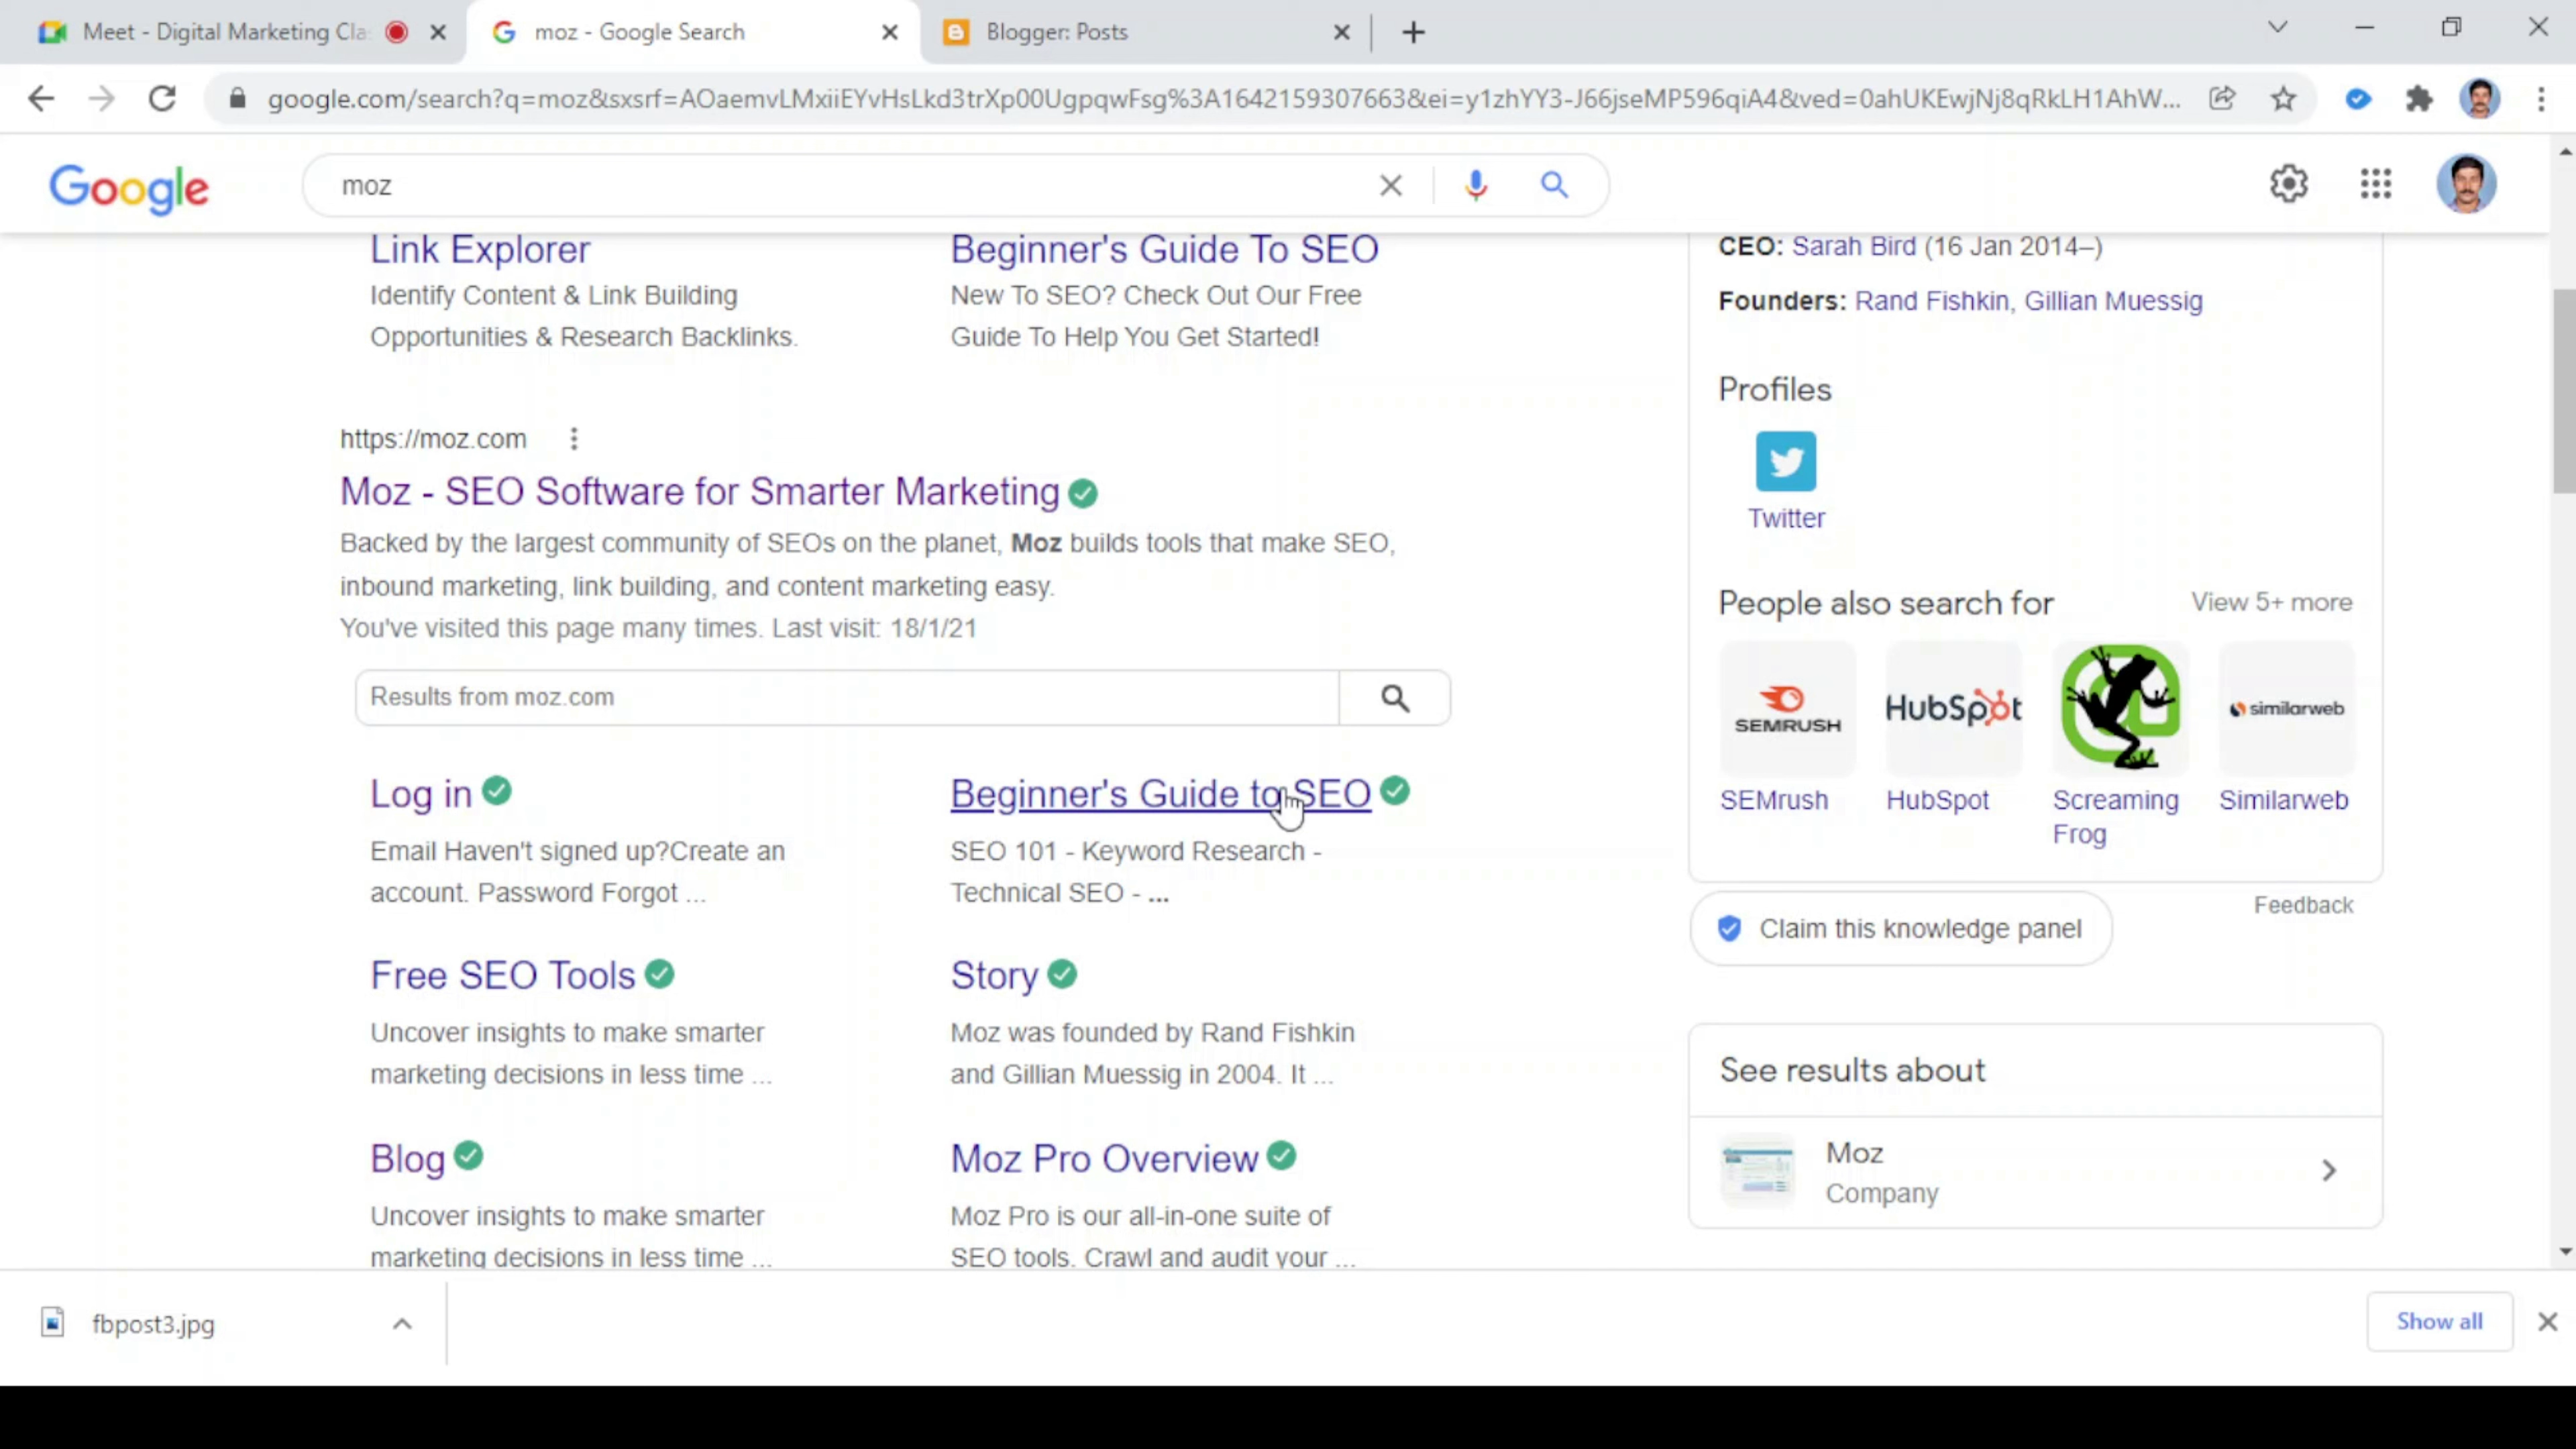 Meet - Digital Marketing Cla
moz - Google Search
Blogger: Posts
google.com/search?q=moz&sxsrf=AOaemvLMxiiEYvHsLkd3trXp00UgpqwFsg%3A1642159307663&ei=y1zhYY3-J66jseMP596qiA4&ved=0ahUKEwjNj8qRkLH1AhW...
Google
moz
Link Explorer
Identify Content & Link Building
Opportunities & Research Backlinks.
Beginner's Guide To SEO
New To SEO? Check Out Our Free
Guide To Help You Get Started!
https://moz.com
Moz - SEO Software for Smarter Marketing
Backed by the largest community of SEOs on the planet, Moz builds tools that make SEO,
inbound marketing, link building, and content marketing easy.
You've visited this page many times. Last visit: 18/1/21
Results from moz.com
Log in
Email Haven't signed up?Create an
account. Password Forgot ...
Beginner's Guide to SEO
SEO 101 - Keyword Research -
Technical SEO - ...
Free SEO Tools
Uncover insights to make smarter
marketing decisions in less time ...
Story
Moz was founded by Rand Fishkin
and Gillian Muessig in 2004. It ...
Blog
Uncover insights to make smarter
marketing decisions in less time ...
Moz Pro Overview
Moz Pro is our all-in-one suite of
SEO tools. Crawl and audit your ...
CEO: Sarah Bird (16 Jan 2014–)
Founders: Rand Fishkin, Gillian Muessig
Profiles
Twitter
People also search for
View 5+ more
SEMRUSH
HubSpot
similarweb
SEMrush
HubSpot
Screaming
Frog
Similarweb
Feedback
Claim this knowledge panel
See results about
Moz
Company
fbpost3.jpg
Show all